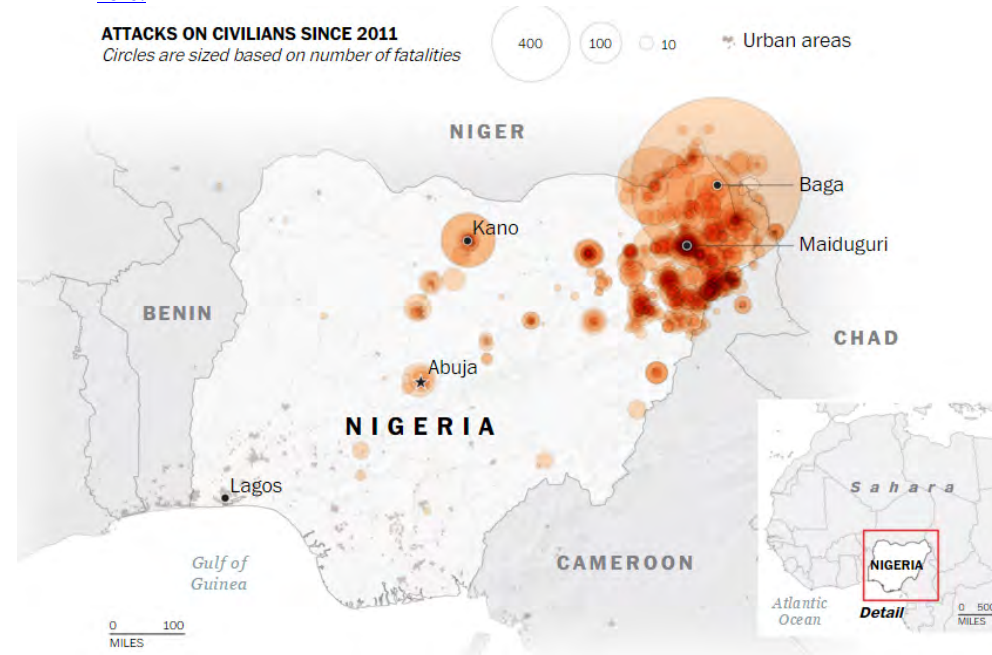 ATTACKS ON CIVILIANS SINCE 2011
Circles are sized based on number of fatalities
400
100
10
Urban areas
NIGER
Baga
Kano
Maiduguri
BENIN
CHAD
Abuja
NIGERIA
Lagos
Sahara
Gulf of
Guinea
CAMEROON
NIGERIA
Atlantic
Ocean
Detail
0 500
MILES
0 100
MILES